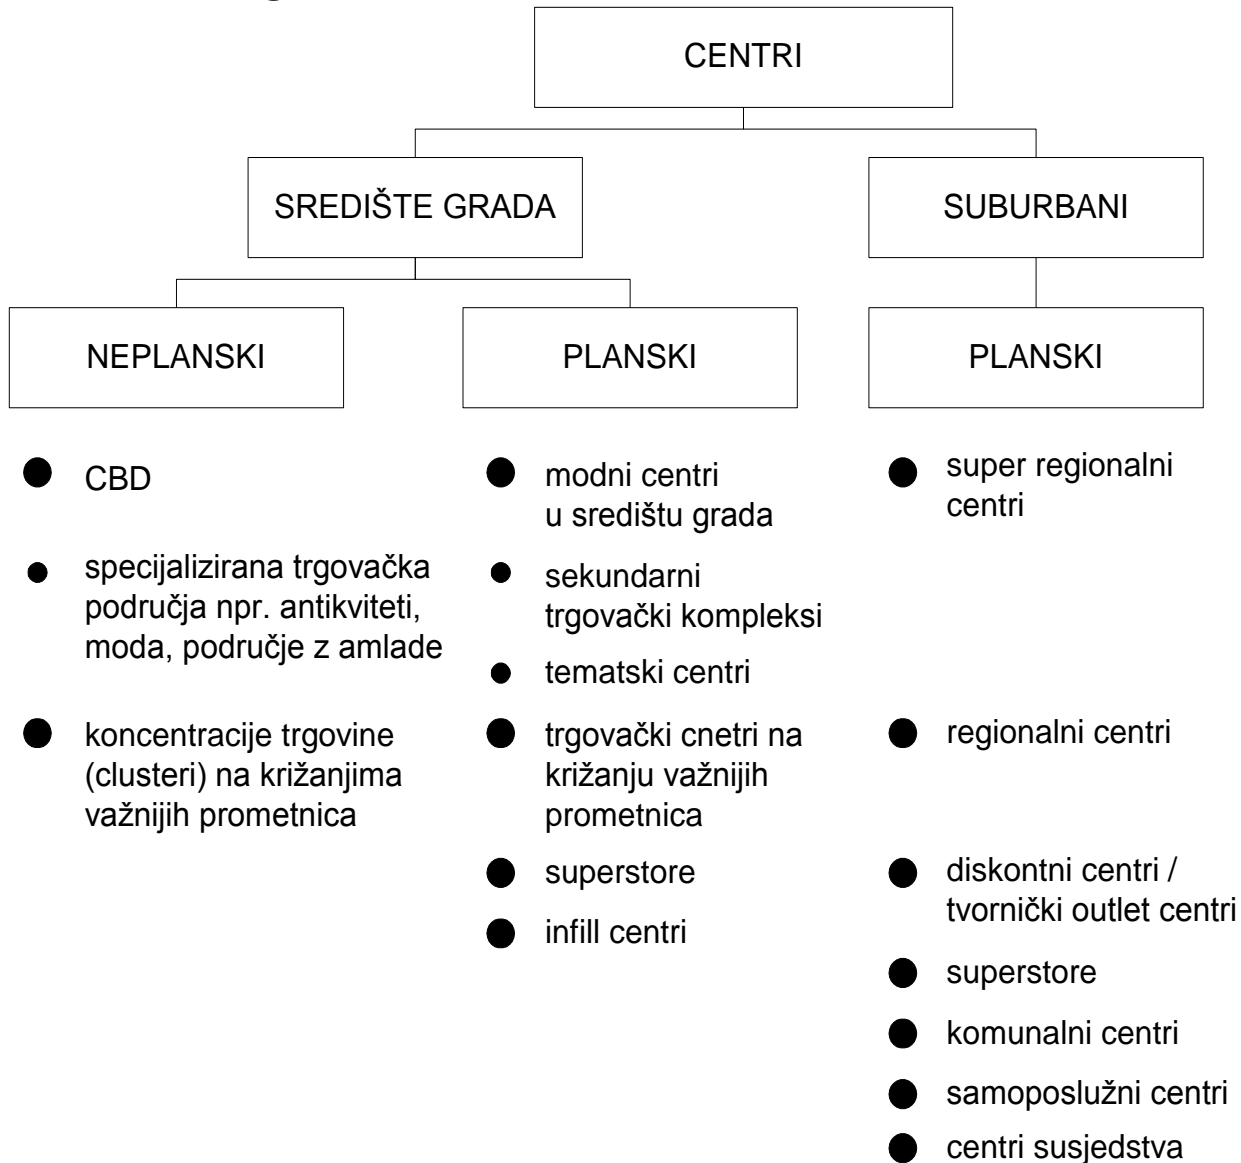 CENTRI
SREDIŠTE GRADA
SUBURBANI
NEPLANSKI
PLANSKI
PLANSKI
CBD
specijalizirana trgovačka
područja npr. antikviteti,
moda, područje z amlade
koncentracije trgovine
(clusteri) na križanjima
važnijih prometnica
modni centri
u središtu grada
sekundarni
trgovački kompleksi
tematski centri
trgovački cnetri na
križanju važnijih
prometnica
superstore
infill centri
super regionalni
centri
regionalni centri
diskontni centri /
tvornički outlet centri
superstore
komunalni centri
samoposlužni centri
centri susjedstva